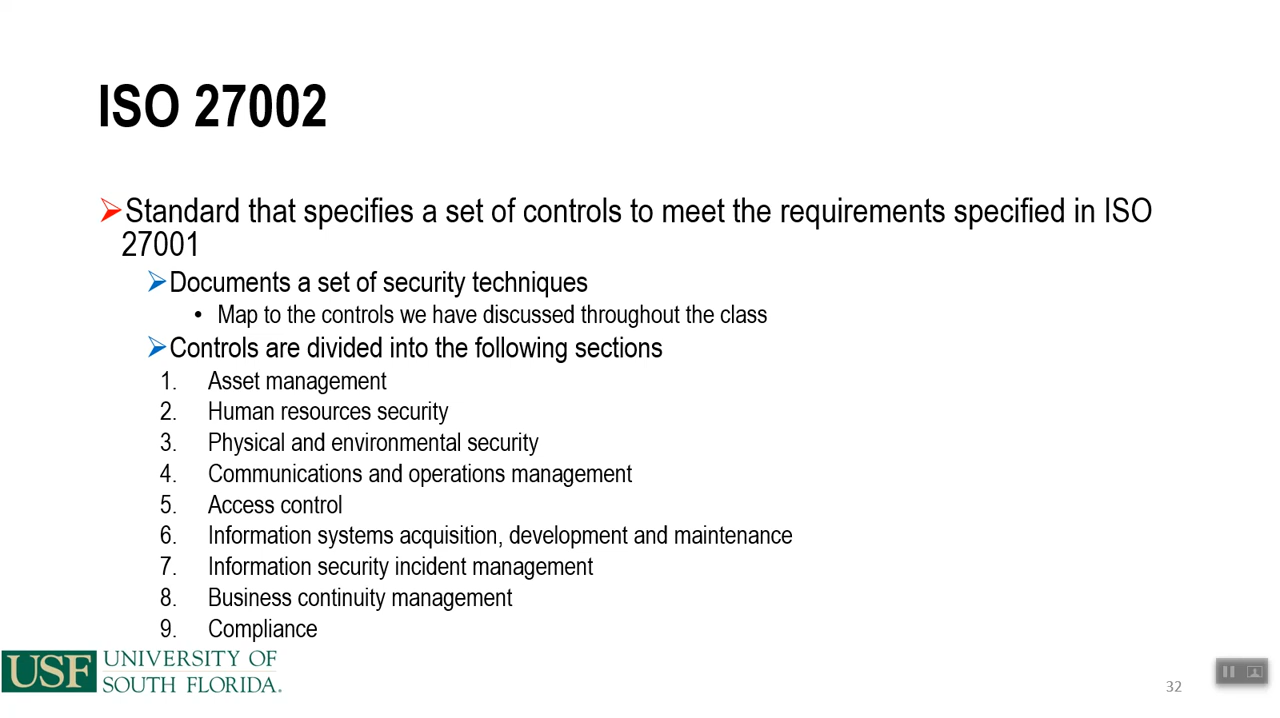 ISO 27002
Standard that specifies a set of controls to meet the requirements specified in ISO
27001
Documents a set of security techniques
• Map to the controls we have discussed throughout the class
Controls are divided into the following sections
1. Asset management
2. Human resources security
3. Physical and environmental security
4. Communications and operations management
5. Access control
6. Information systems acquisition, development and maintenance
7. Information security incident management
8. Business continuity management
9. Compliance
USF UNIVERSITY OF
SOUTH FLORIDA.
32